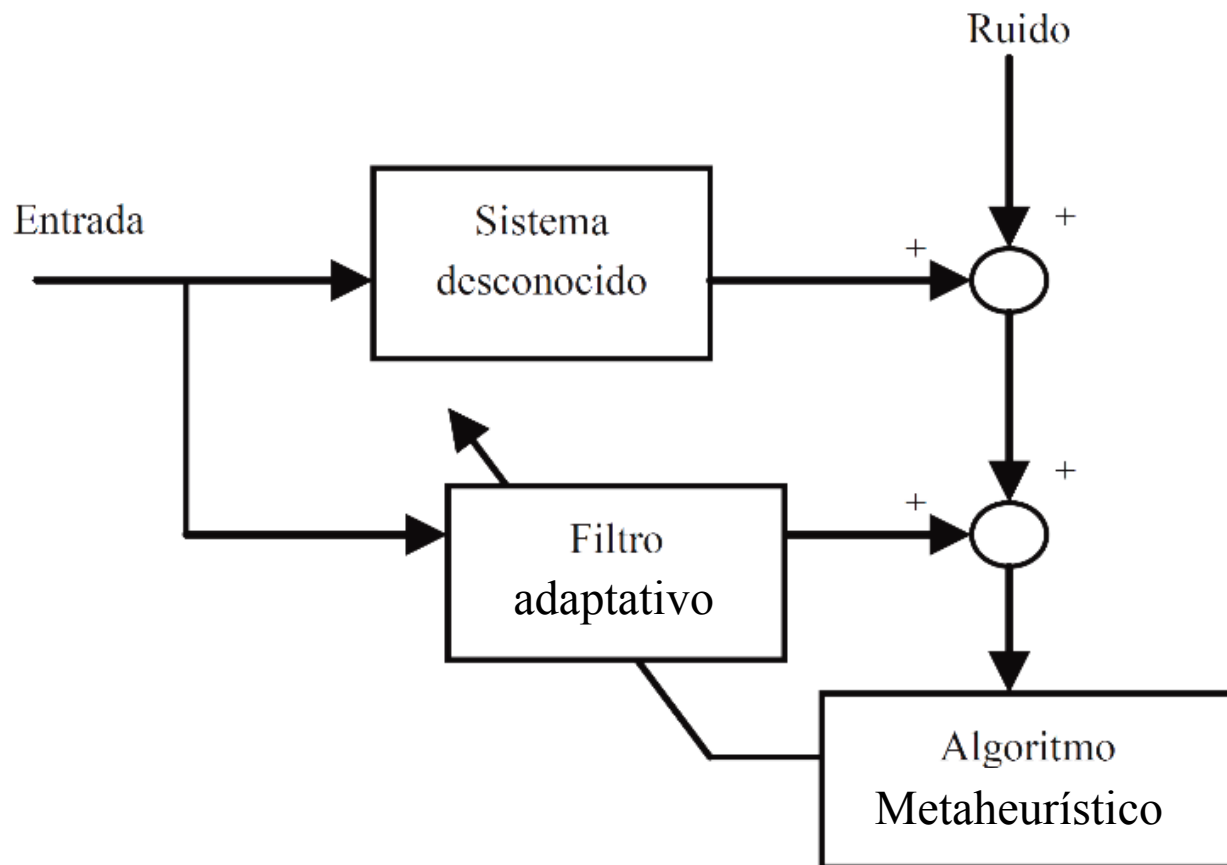 Ruido
Entrada
Sistema
desconocido
+
+
Filtro
adaptativo
+
+
Algoritmo
Metaheurístico